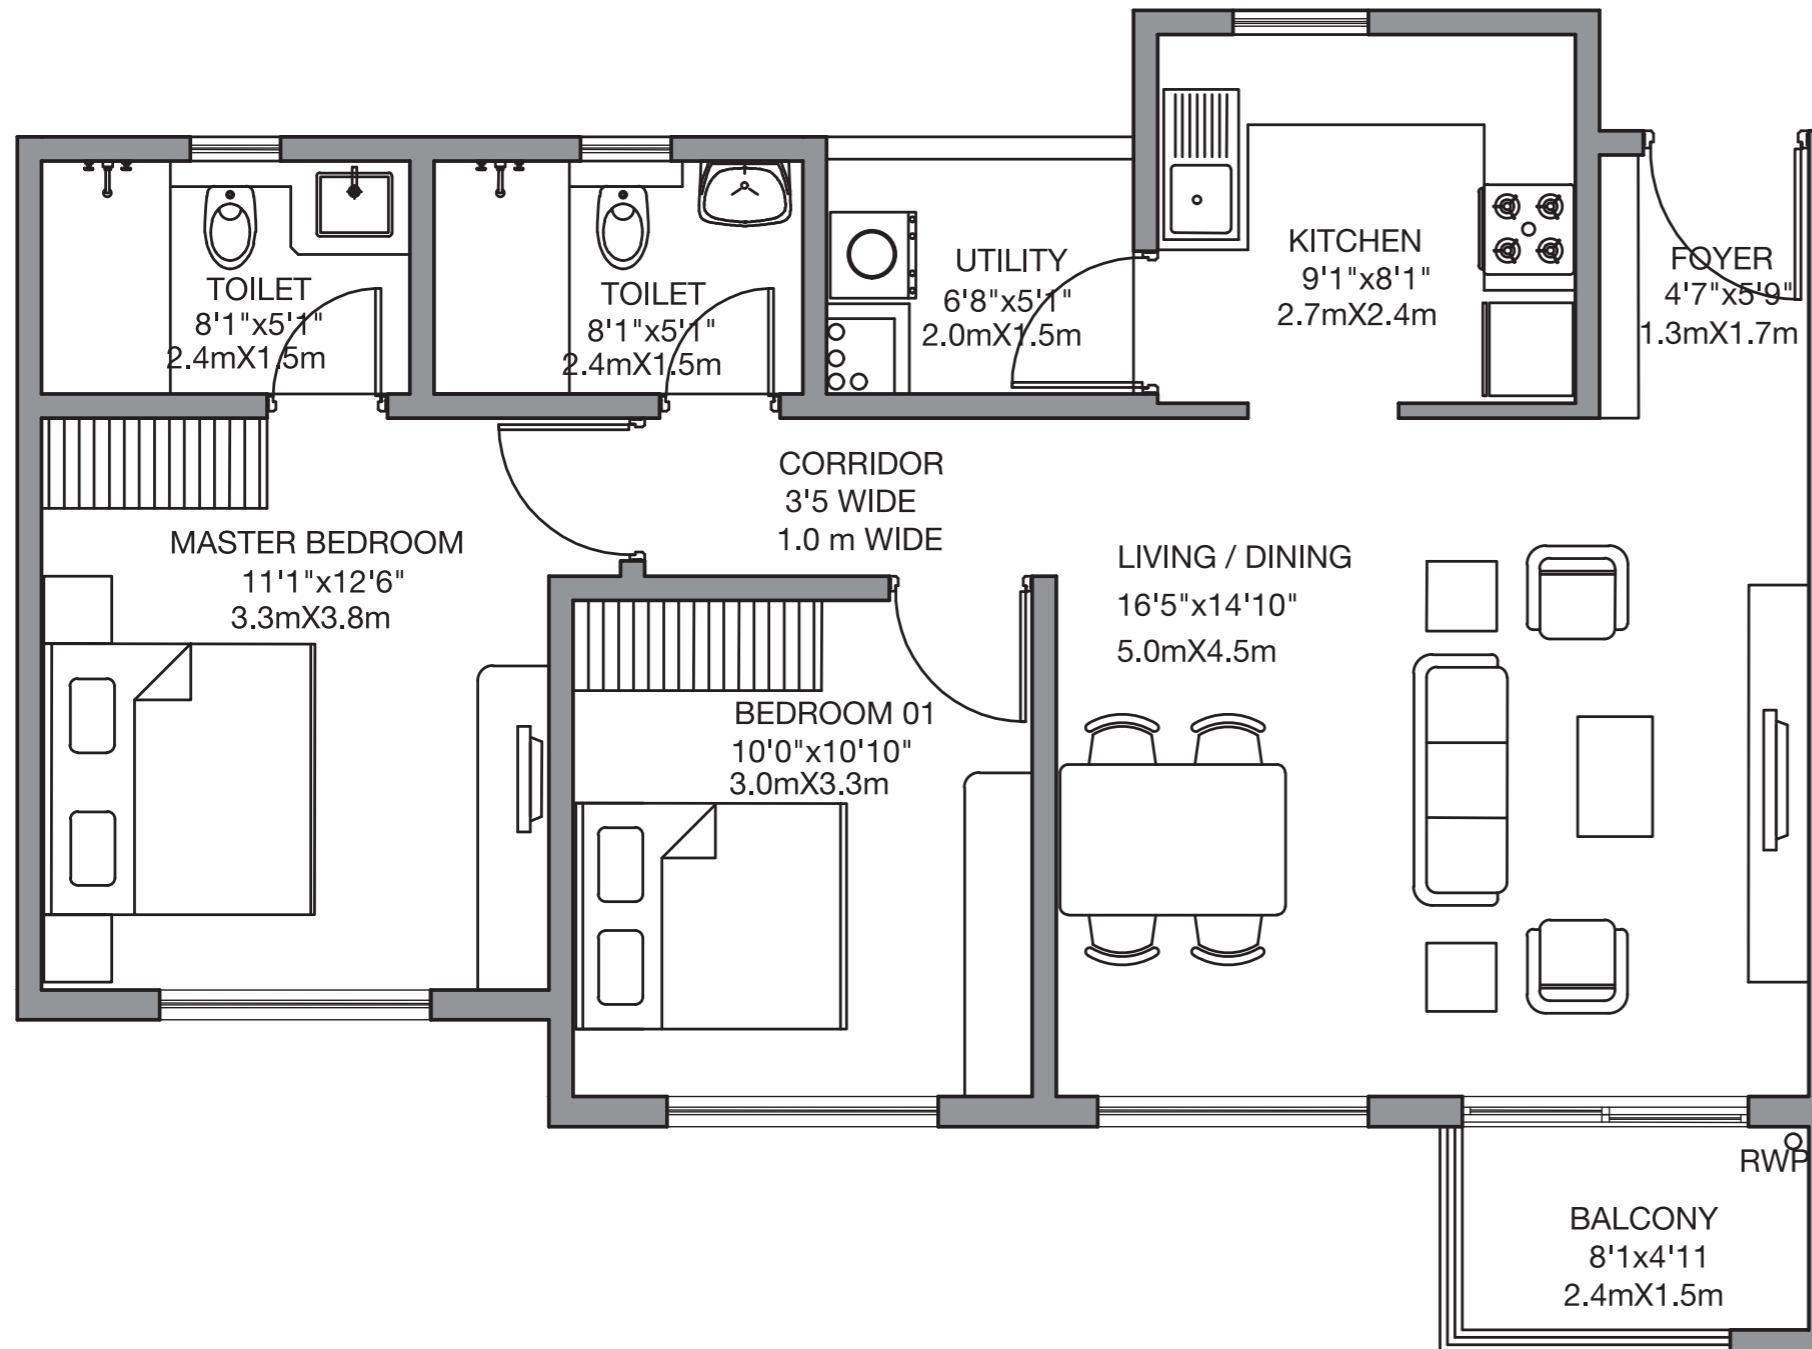 KITCHEN
9'1"x8'1"
2.7mX2.4m
FOYER
4'7"x5'9"
1.3mX1.7m
UTILITY
6'8"x5'1"
2.0mX1.5m
TOILET
8'1"x5'1"
2.4mX1.5m
TOILET
8'1"x5'1"
2.4mX1.5m
CORRIDOR
3'5 WIDE
1.0 m WIDE
MASTER BEDROOM
11'1"x12'6"
3.3mX3.8m
LIVING / DINING
16'5"x14'10"
5.0mX4.5m
BEDROOM 01
10'0"x10'10"
3.0mX3.3m
RWP
BALCONY
8'1x4'11
2.4mX1.5m